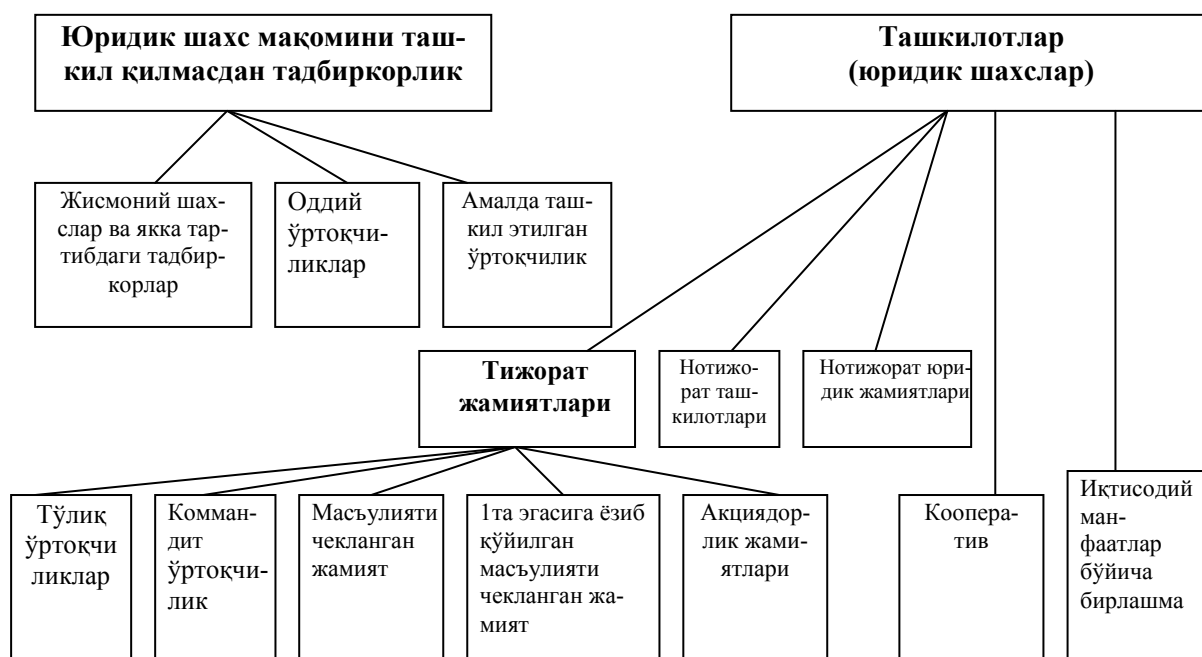 Юридик шахс мақомини таш-
кил қилмасдан тадбиркорлик
Ташкилотлар
(юридик шахслар)
Жисмоний шах-
слар ва якка тар-
тибдаги тадбир-
корлар
Оддий
ўртоқчи-
ликлар
Амалда таш-
кил этилган
ўртоқчилик
Тижорат
жамиятлари
Нотижо-
рат таш-
килотлари
Нотижорат юри-
дик жамиятлари
Тўлиқ
ўртоқчи
ликлар
Комман-
дит
ўртоқчи-
лик
Масъулияти
чекланган
жамият
1та эгасига ёзиб
қўйилган
масъулияти
чекланган жа-
мият
Акциядор-
лик жами-
ятлари
Коопера-
тив
Иқтисодий
ман-
фаатлар
бўйича
бирлашма